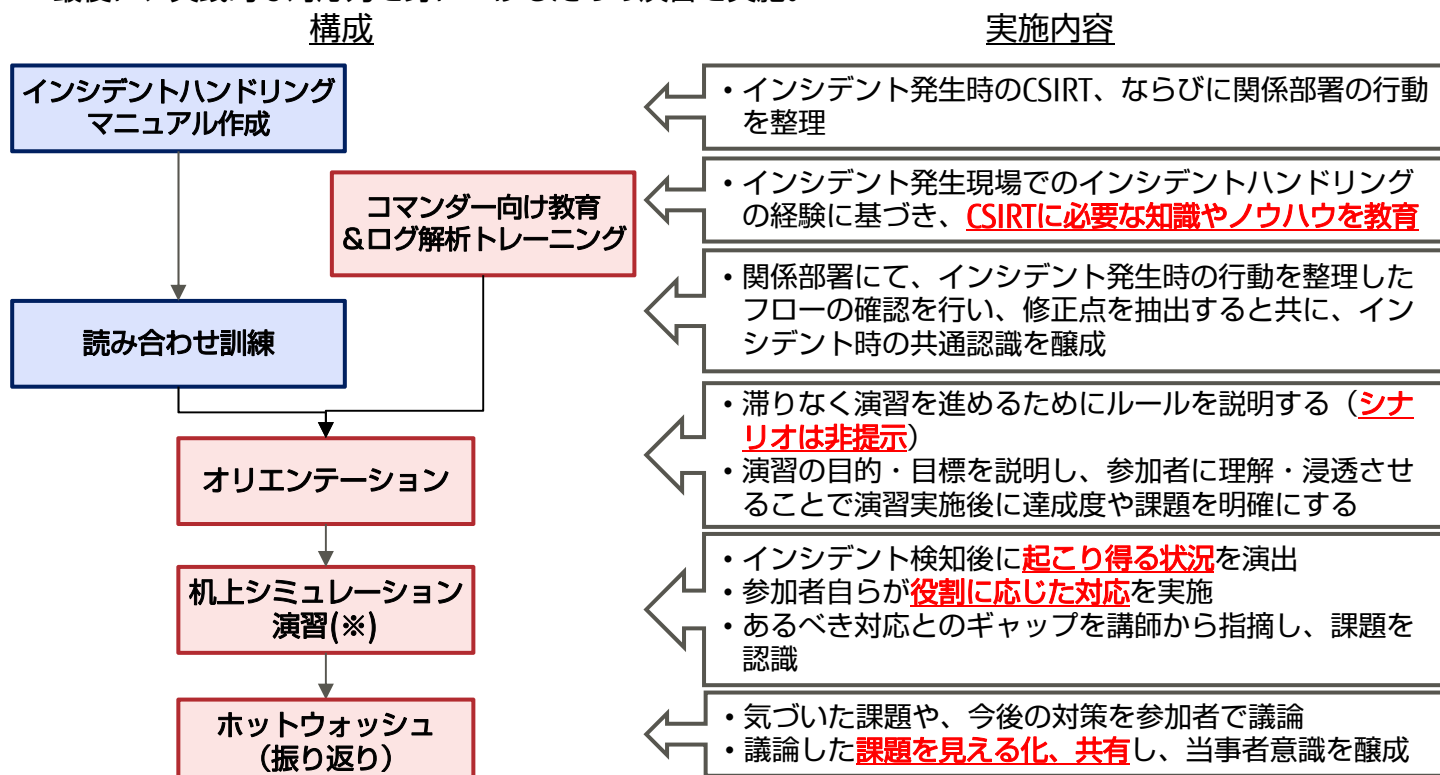 構成
実施内容
インシデントハンドリング
マニュアル作成
・インシデント発生時のCSIRT、ならびに関係部署の行動
を整理
コマンダー向け教育
&ログ解析トレーニング
・インシデント発生現場でのインシデントハンドリング
の経験に基づき、CSIRTに必要な知識やノウハウを教育
読み合わせ訓練
・関係部署にて、インシデント発生時の行動を整理した
フローの確認を行い、修正点を抽出すると共に、イン
シデント時の共通認識を醸成
オリエンテーション
・滞りなく演習を進めるためにルールを説明する（シナ
リオは非提示）
・演習の目的・目標を説明し、参加者に理解・浸透させ
ることで演習実施後に達成度や課題を明確にする
机上シミュレーション
演習(※)
・インシデント検知後に起こり得る状況を演出
・参加者自らが役割に応じた対応を実施
・あるべき対応とのギャップを講師から指摘し、課題を
認識
ホットウォッシュ
（振り返り）
・気づいた課題や、今後の対策を参加者で議論
・議論した課題を見える化、共有し、当事者意識を醸成